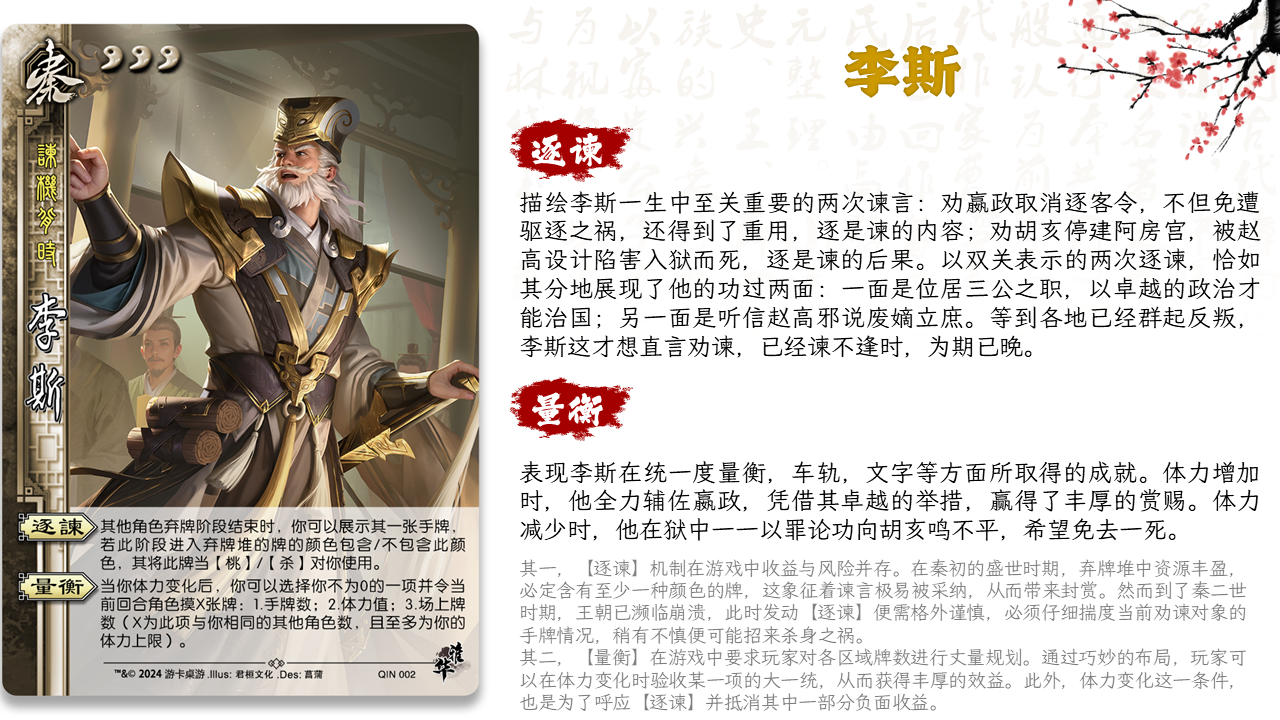 秦
諫機背時
李斯
逐諫
其他角色弃牌阶段结束时，你可以展示其一张手牌，
若此阶段进入弃牌堆的牌的颜色包含/不包含此颜
色，其将此牌当【桃】/【杀】对你使用。
量衡
当你体力变化后，你可以选择你不为0的一项并令当
前回合角色摸X张牌：1.手牌数；2.体力值；3.场上牌
数（X为此项与你相同的其他角色数，且至多为你的
体力上限）。
™&© 2024 游卡桌游 .Illus: 君桓文化 .Des: 菖蒲
QIN 002
李斯
逐谏
描绘李斯一生中至关重要的两次谏言：劝嬴政取消逐客令，不但免遭
驱逐之祸，还得到了重用，逐是谏的内容；劝胡亥停建阿房宫，被赵
高设计陷害入狱而死，逐是谏的后果。以双关表示的两次逐谏，恰如
其分地展现了他的功过两面：一面是位居三公之职，以卓越的政治才
能治国；另一面是听信赵高邪说废嫡立庶。等到各地已经群起反叛，
李斯这才想直言劝谏，已经谏不逢时，为期已晚。
量衡
表现李斯在统一度量衡，车轨，文字等方面所取得的成就。体力增加
时，他全力辅佐嬴政，凭借其卓越的举措，赢得了丰厚的赏赐。体力
减少时，他在狱中一一以罪论功向胡亥鸣不平，希望免去一死。
其一，【逐谏】机制在游戏中收益与风险并存。在秦初的盛世时期，弃牌堆中资源丰盈，
必定含有至少一种颜色的牌，这象征着谏言极易被采纳，从而带来封赏。然而到了秦二世
时期，王朝已濒临崩溃，此时发动【逐谏】便需格外谨慎，必须仔细揣度当前劝谏对象的
手牌情况，稍有不慎便可能招来杀身之祸。
其二，【量衡】在游戏中要求玩家对各区域牌数进行丈量规划。通过巧妙的布局，玩家可
以在体力变化时验收某一项的大一统，从而获得丰厚的效益。此外，体力变化这一条件，
也是为了呼应【逐谏】并抵消其中一部分负面收益。